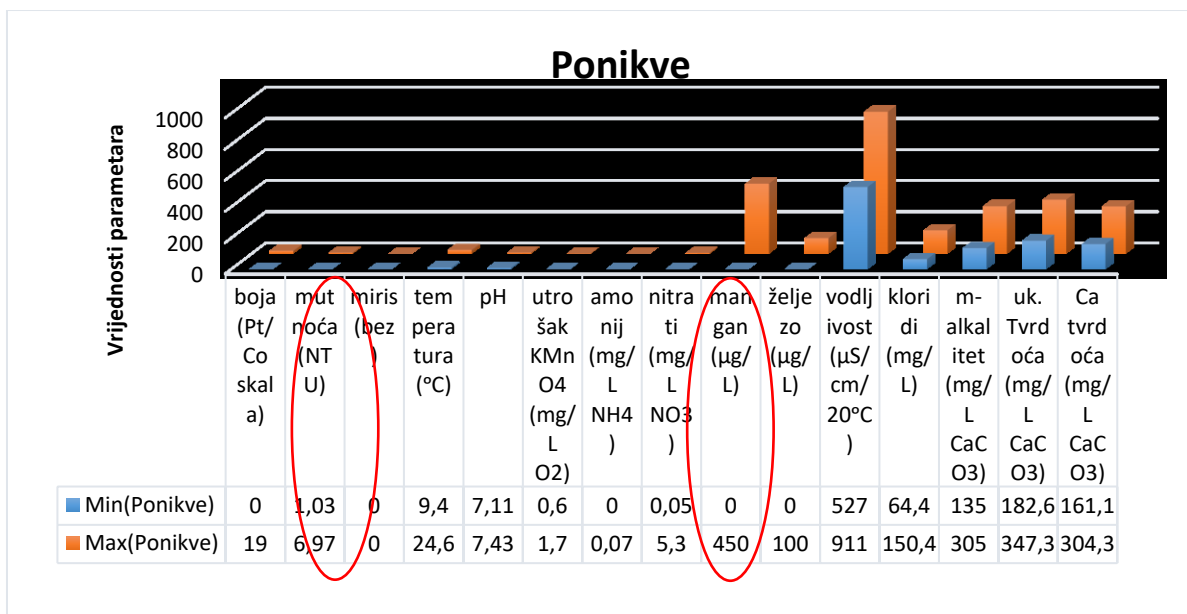 Ponikve
Vrijednosti parametara
1000
800
600
400
200
0
boja (Pt/ Co skal a)
mut noća (NT U)
miris (bez )
tem pera tura (°C)
pH
utro šak KMn O4 (mg/ L O2)
amo nij (mg/ L NH4 )
nitra ti (mg/ L NO3 )
man gan (µg/ L)
želje zo (µg/ L)
vodlj ivost (µS/ cm/ 20°C )
klori di (mg/ L)
m- alkal itet (mg/ L CaC O3)
uk. Tvrd oća (mg/ L CaC O3)
Ca tvrd oća (mg/ L CaC O3)
Min(Ponikve) 0 1,03 0 9,4 7,11 0,6 0 0,05 0 0 527 64,4 135 182,6 161,1
Max(Ponikve) 19 6,97 0 24,6 7,43 1,7 0,07 5,3 450 100 911 150,4 305 347,3 304,3